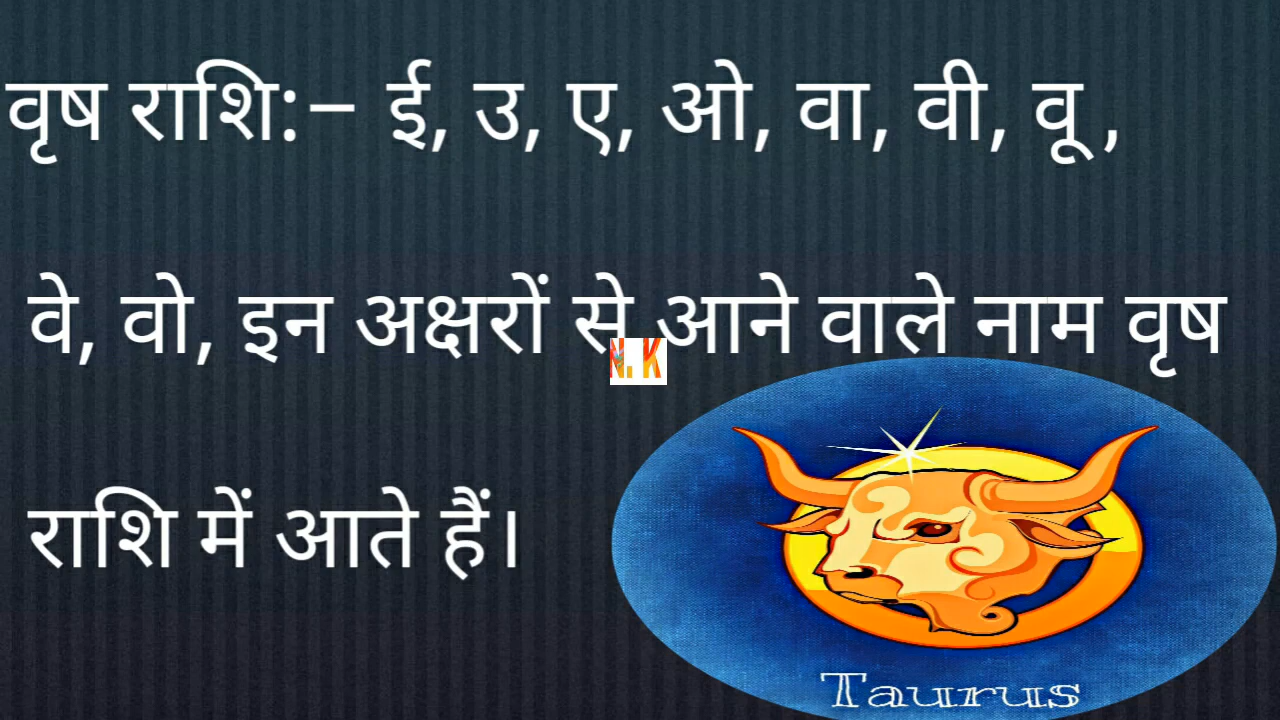 वृष राशि:– ई, उ, ए, ओ, वा, वी, वू ,
वे, वो, इन अक्षरों से आने वाले नाम वृष
N. K
राशि में आते हैं।
Taurus